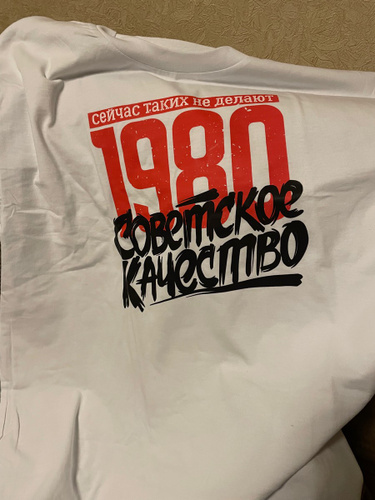 сейчас таких не делают
1980
советское
качество